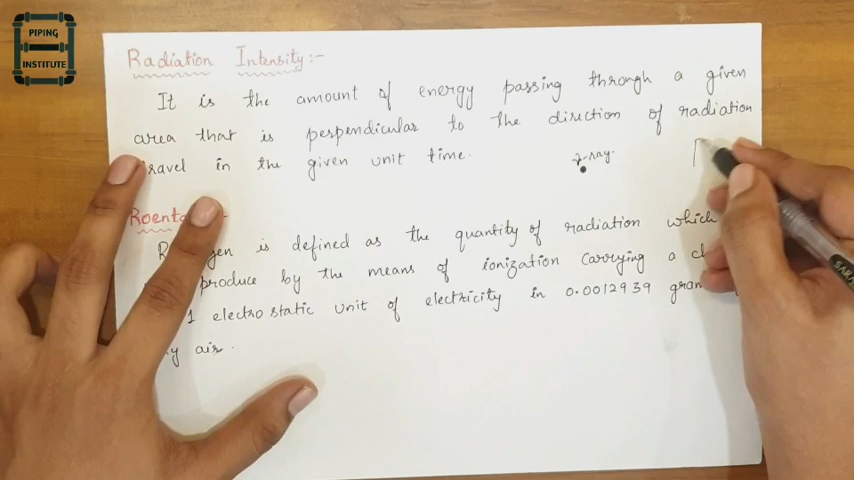 PIPING
INSTITUTE
Radiation Intensity:-
It is the amount of energy passing through a given
area that is perpendicular to the direction of radiation
travel in the given unit time.
γ-ray.
is defined as the quantity of radiation which
produce by the means of ionization carrying a
1 electrostatic unit of electricity in 0.0012939
air.